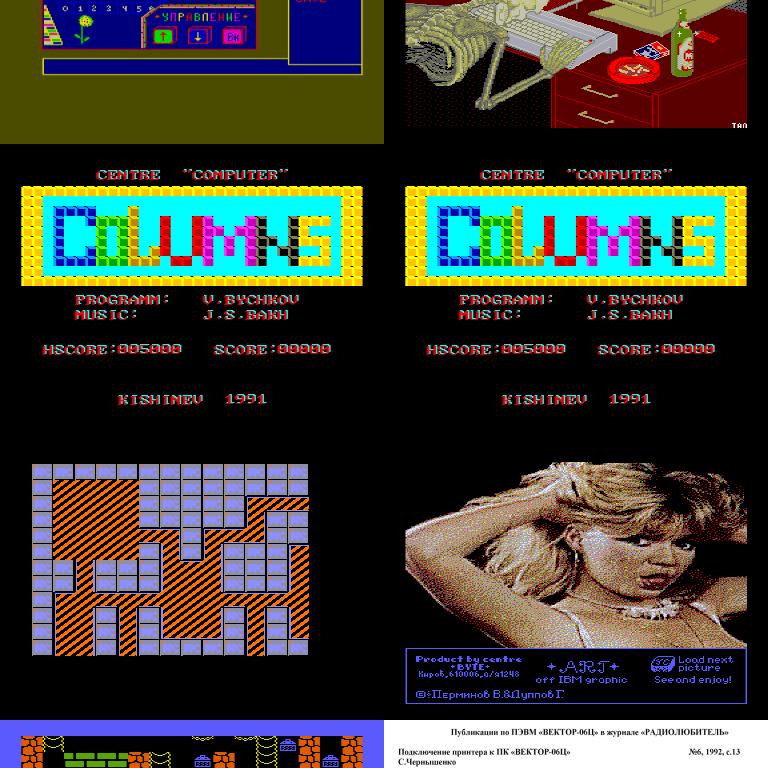 0 1 2 3 4 5 6
УПРАВЛЕНИЕ
↑ ↓ Вк
TAO
CENTRE "COMPUTER"
COLUMNS
PROGRAMM: V.BYCHKOV
MUSIC: J.S.BAKH
HSCORE:005000 SCORE:00000
KISHINEV 1991
CENTRE "COMPUTER"
COLUMNS
PROGRAMM: V.BYCHKOV
MUSIC: J.S.BAKH
HSCORE:005000 SCORE:00000
KISHINEV 1991
Product by centre
"BYTE"
Киров,610006,а/я1248
ART
off IBM graphic
Load next
picture
See and enjoy!
©:Перминов В.&Луппов Г.
Публикации по ПЭВМ «ВЕКТОР-06Ц» в журнале «РАДИОЛЮБИТЕЛЬ»
Подключение принтера к ПК «ВЕКТОР-06Ц» №6, 1992, с.13
С.Чернышенко